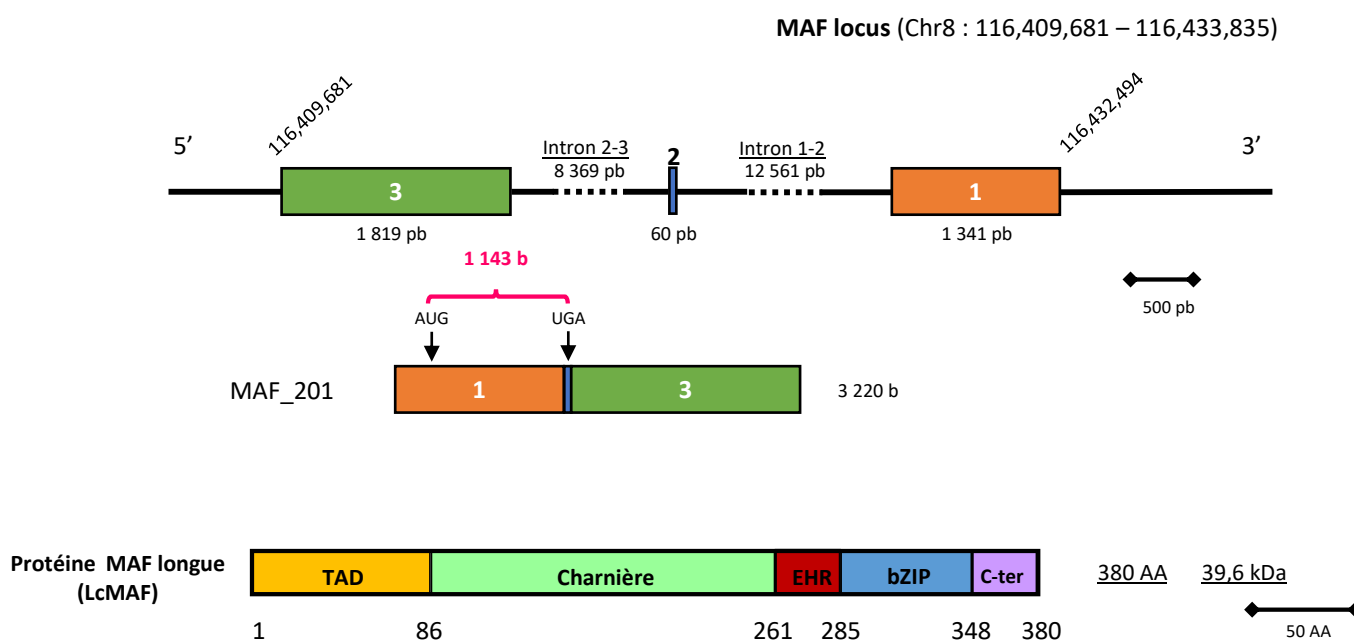 MAF locus (Chr8 : 116,409,681 – 116,433,835)
116,409,681
116,432,494
5’
Intron 2-3
8 369 pb
2
Intron 1-2
12 561 pb
3’
3
1
1 819 pb
60 pb
1 341 pb
1 143 b
500 pb
AUG
UGA
MAF_201
1
3
3 220 b
Protéine MAF longue
(LcMAF)
TAD
Charnière
EHR
bZIP
C-ter
380 AA
39,6 kDa
1
86
261
285
348
380
50 AA